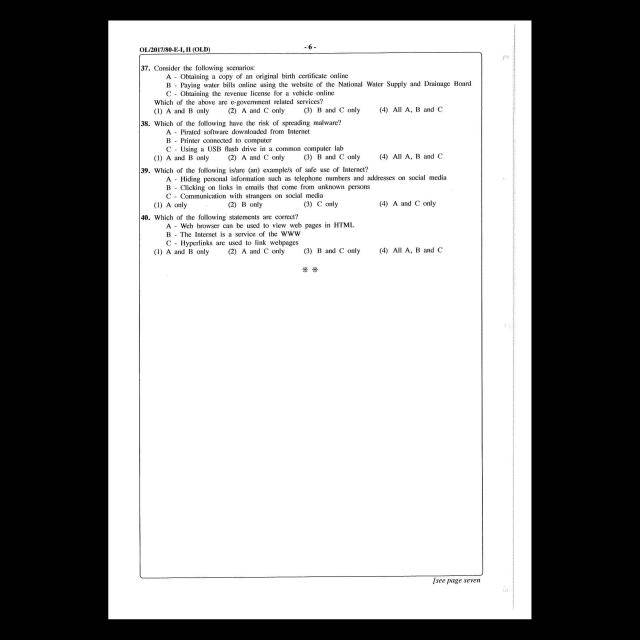 OL/2017/80-E-I, II (OLD)
- 6 -
37. Consider the following scenarios:
A - Obtaining a copy of an original birth certificate online
B - Paying water bills online using the website of the National Water Supply and Drainage Board
C - Obtaining the revenue license for a vehicle online
Which of the above are e-government related services?
(1) A and B only (2) A and C only (3) B and C only (4) All A, B and C
38. Which of the following have the risk of spreading malware?
A - Pirated software downloaded from Internet
B - Printer connected to computer
C - Using a USB flash drive in a common computer lab
(1) A and B only (2) A and C only (3) B and C only (4) All A, B and C
39. Which of the following is/are (an) example/s of safe use of Internet?
A - Hiding personal information such as telephone numbers and addresses on social media
B - Clicking on links in emails that come from unknown persons
C - Communication with strangers on social media
(1) A only (2) B only (3) C only (4) A and C only
40. Which of the following statements are correct?
A - Web browser can be used to view web pages in HTML
B - The Internet is a service of the WWW
C - Hyperlinks are used to link webpages
(1) A and B only (2) A and C only (3) B and C only (4) All A, B and C
※ ※
[see page seven